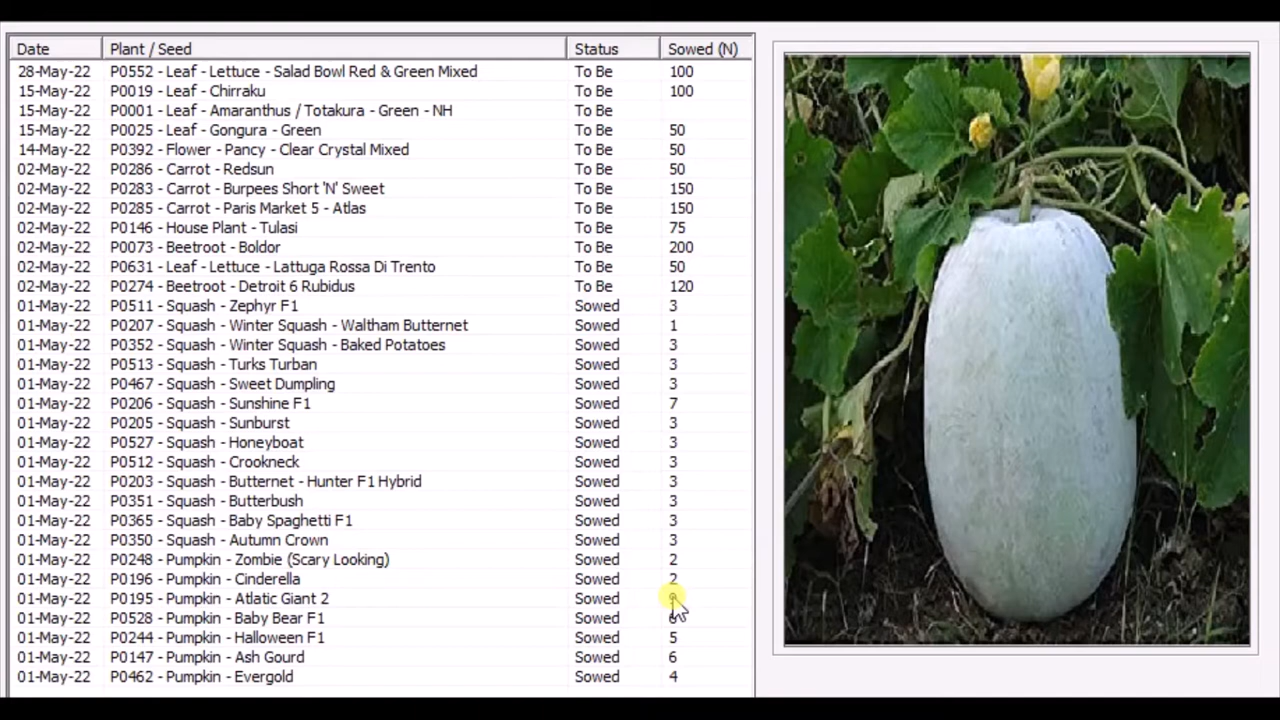 Date Plant / Seed Status Sowed (N)
28-May-22 P0552 - Leaf - Lettuce - Salad Bowl Red & Green Mixed To Be 100
15-May-22 P0019 - Leaf - Chirraku To Be 100
15-May-22 P0001 - Leaf - Amaranthus / Totakura - Green - NH To Be
15-May-22 P0025 - Leaf - Gongura - Green To Be 50
14-May-22 P0392 - Flower - Pancy - Clear Crystal Mixed To Be 50
02-May-22 P0286 - Carrot - Redsun To Be 50
02-May-22 P0283 - Carrot - Burpees Short 'N' Sweet To Be 150
02-May-22 P0285 - Carrot - Paris Market 5 - Atlas To Be 150
02-May-22 P0146 - House Plant - Tulasi To Be 75
02-May-22 P0073 - Beetroot - Boldor To Be 200
02-May-22 P0631 - Leaf - Lettuce - Lattuga Rossa Di Trento To Be 50
02-May-22 P0274 - Beetroot - Detroit 6 Rubidus To Be 120
01-May-22 P0511 - Squash - Zephyr F1 Sowed 3
01-May-22 P0207 - Squash - Winter Squash - Waltham Butternet Sowed 1
01-May-22 P0352 - Squash - Winter Squash - Baked Potatoes Sowed 3
01-May-22 P0513 - Squash - Turks Turban Sowed 3
01-May-22 P0467 - Squash - Sweet Dumpling Sowed 3
01-May-22 P0206 - Squash - Sunshine F1 Sowed 7
01-May-22 P0205 - Squash - Sunburst Sowed 3
01-May-22 P0527 - Squash - Honeyboat Sowed 3
01-May-22 P0512 - Squash - Crookneck Sowed 3
01-May-22 P0203 - Squash - Butternet - Hunter F1 Hybrid Sowed 3
01-May-22 P0351 - Squash - Butterbush Sowed 3
01-May-22 P0365 - Squash - Baby Spaghetti F1 Sowed 3
01-May-22 P0350 - Squash - Autumn Crown Sowed 3
01-May-22 P0248 - Pumpkin - Zombie (Scary Looking) Sowed 2
01-May-22 P0196 - Pumpkin - Cinderella Sowed 2
01-May-22 P0195 - Pumpkin - Atlatic Giant 2 Sowed
01-May-22 P0528 - Pumpkin - Baby Bear F1 Sowed
01-May-22 P0244 - Pumpkin - Halloween F1 Sowed 5
01-May-22 P0147 - Pumpkin - Ash Gourd Sowed 6
01-May-22 P0462 - Pumpkin - Evergold Sowed 4